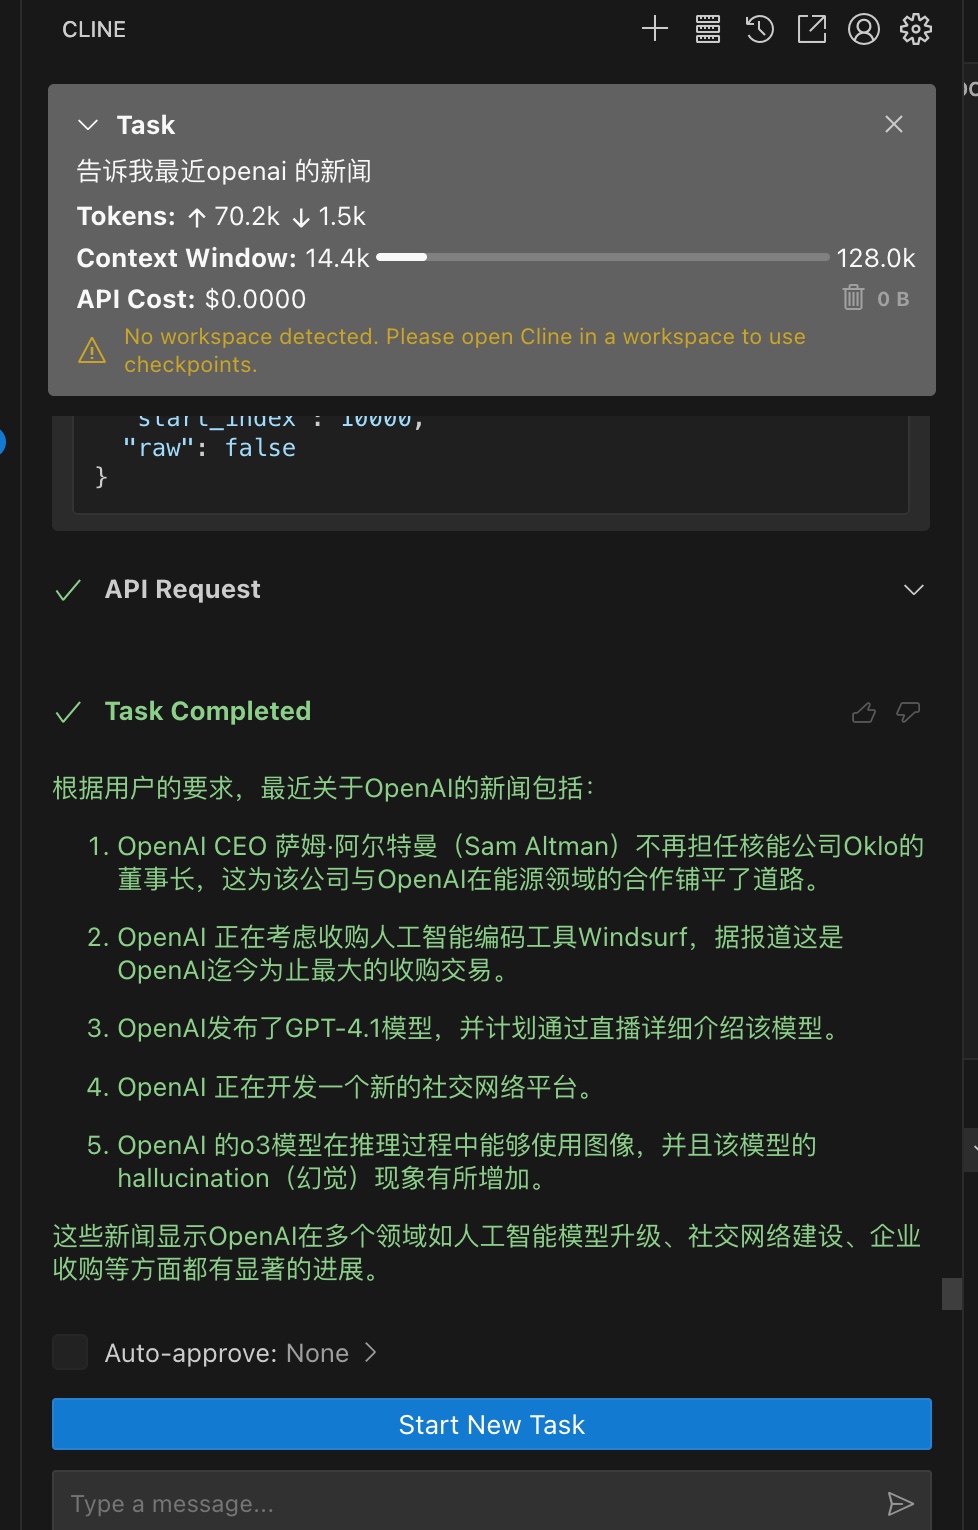 CLINE
Task
告诉我最近openai 的新闻
Tokens: ↑ 70.2k ↓ 1.5k
Context Window: 14.4k 128.0k
API Cost: $0.0000 0 B
No workspace detected. Please open Cline in a workspace to use
checkpoints.
"start_index": 10000,
"raw": false
}
API Request
Task Completed
根据用户的要求，最近关于OpenAI的新闻包括：
1. OpenAI CEO 萨姆·阿尔特曼（Sam Altman）不再担任核能公司Oklo的
董事长，这为该公司与OpenAI在能源领域的合作铺平了道路。
2. OpenAI 正在考虑收购人工智能编码工具Windsurf，据报道这是
OpenAI迄今为止最大的收购交易。
3. OpenAI发布了GPT-4.1模型，并计划通过直播详细介绍该模型。
4. OpenAI 正在开发一个新的社交网络平台。
5. OpenAI 的o3模型在推理过程中能够使用图像，并且该模型的
hallucination（幻觉）现象有所增加。
这些新闻显示OpenAI在多个领域如人工智能模型升级、社交网络建设、企业
收购等方面都有显著的进展。
Auto-approve: None
Start New Task
Type a message...